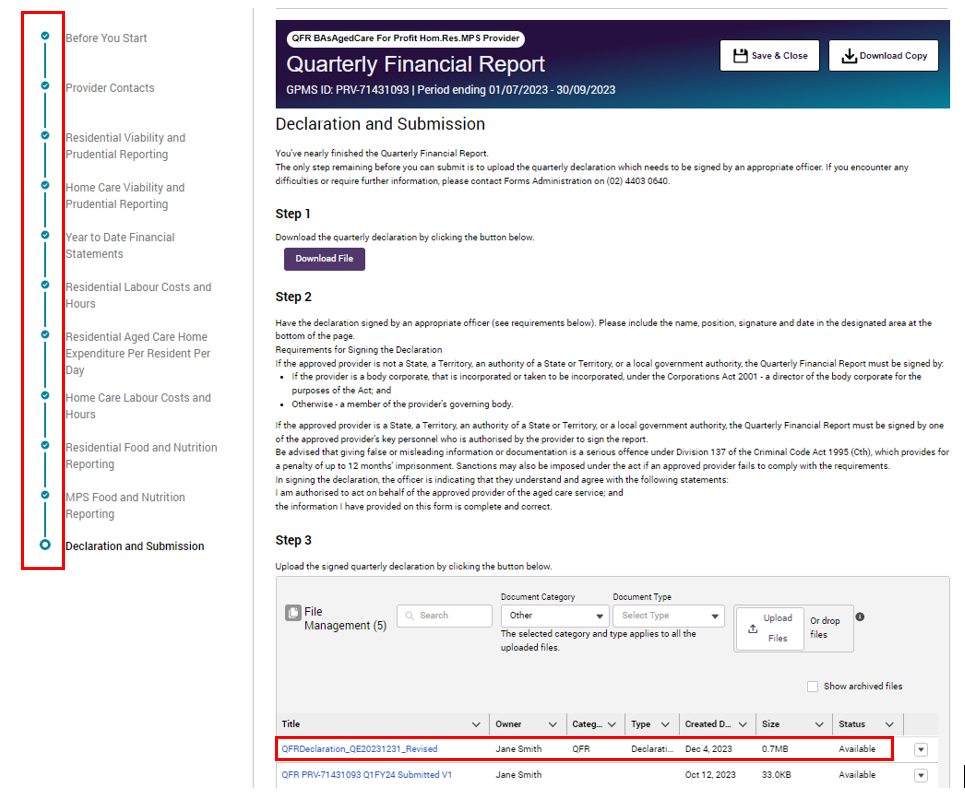 Before You Start
Provider Contacts
Residential Viability and
Prudential Reporting
Home Care Viability and
Prudential Reporting
Year to Date Financial
Statements
Residential Labour Costs and
Hours
Residential Aged Care Home
Expenditure Per Resident Per
Day
Home Care Labour Costs and
Hours
Residential Food and Nutrition
Reporting
MPS Food and Nutrition
Reporting
Declaration and Submission
QFR BAsAgedCare For Profit Hom.Res.MPS Provider
Quarterly Financial Report
GPMS ID: PRV-71431093 | Period ending 01/07/2023 - 30/09/2023
Save & Close
Download Copy
Declaration and Submission
You've nearly finished the Quarterly Financial Report.
The only step remaining before you can submit is to upload the quarterly declaration which needs to be signed by an appropriate officer. If you encounter any
difficulties or require further information, please contact Forms Administration on (02) 4403 0640.
Step 1
Download the quarterly declaration by clicking the button below.
Download File
Step 2
Have the declaration signed by an appropriate officer (see requirements below). Please include the name, position, signature and date in the designated area at the
bottom of the page.
Requirements for Signing the Declaration
If the approved provider is not a State, a Territory, an authority of a State or Territory, or a local government authority, the Quarterly Financial Report must be signed by:
• If the provider is a body corporate, that is incorporated or taken to be incorporated, under the Corporations Act 2001 - a director of the body corporate for the
purposes of the Act; and
• Otherwise - a member of the provider's governing body.
If the approved provider is a State, a Territory, an authority of a State or Territory, or a local government authority, the Quarterly Financial Report must be signed by one
of the approved provider's key personnel who is authorised by the provider to sign the report.
Be advised that giving false or misleading information or documentation is a serious offence under Division 137 of the Criminal Code Act 1995 (Cth), which provides for
a penalty of up to 12 months' imprisonment. Sanctions may also be imposed under the act if an approved provider fails to comply with the requirements.
In signing the declaration, the officer is indicating that they understand and agree with the following statements:
I am authorised to act on behalf of the approved provider of the aged care service; and
the information I have provided on this form is complete and correct.
Step 3
Upload the signed quarterly declaration by clicking the button below.
File
Management (5)
Search
Document Category
Other
Document Type
Select Type
The selected category and type applies to all the
uploaded files.
Upload
Files
Or drop
files
Show archived files
Title Owner Categ... Type Created D... Size Status
QFRDeclaration_QE20231231_Revised Jane Smith QFR Declarati... Dec 4, 2023 0.7MB Available
QFR PRV-71431093 Q1FY24 Submitted V1 Jane Smith Oct 12, 2023 33.0KB Available